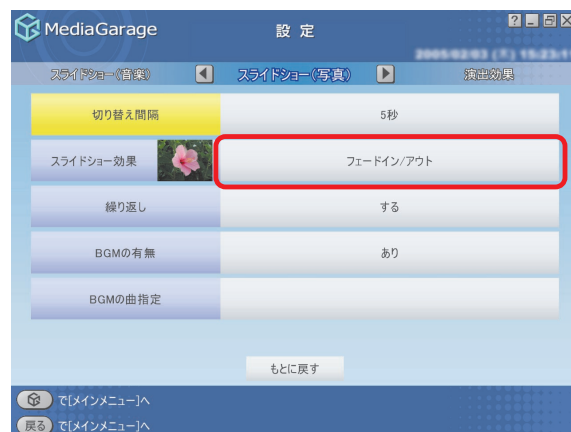 MediaGarage
設 定
スライドショー(音楽)
スライドショー(写真)
演出効果
切り替え間隔
5秒
スライドショー効果
フェードイン/アウト
繰り返し
する
BGMの有無
あり
BGMの曲指定
もとに戻す
で[メインメニュー]へ
戻る で[メインメニュー]へ